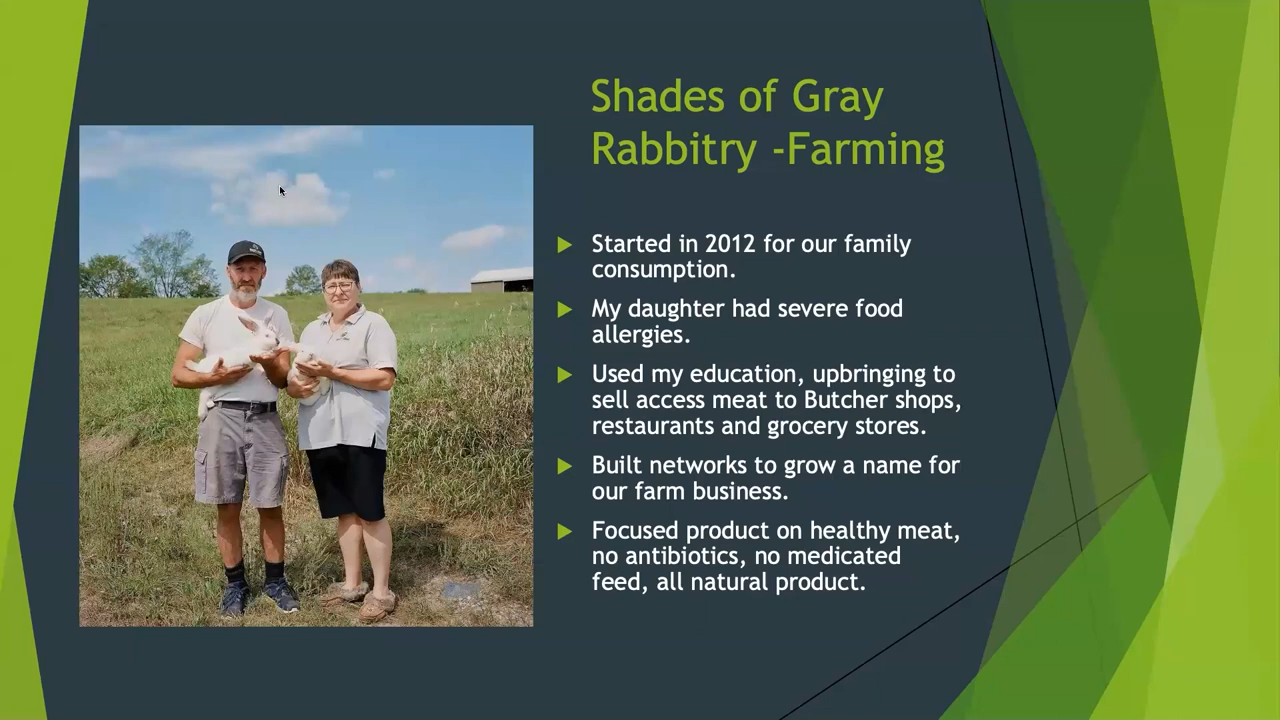 Shades of Gray
Rabbitry -Farming
Started in 2012 for our family
consumption.
My daughter had severe food
allergies.
Used my education, upbringing to
sell access meat to Butcher shops,
restaurants and grocery stores.
Built networks to grow a name for
our farm business.
Focused product on healthy meat,
no antibiotics, no medicated
feed, all natural product.